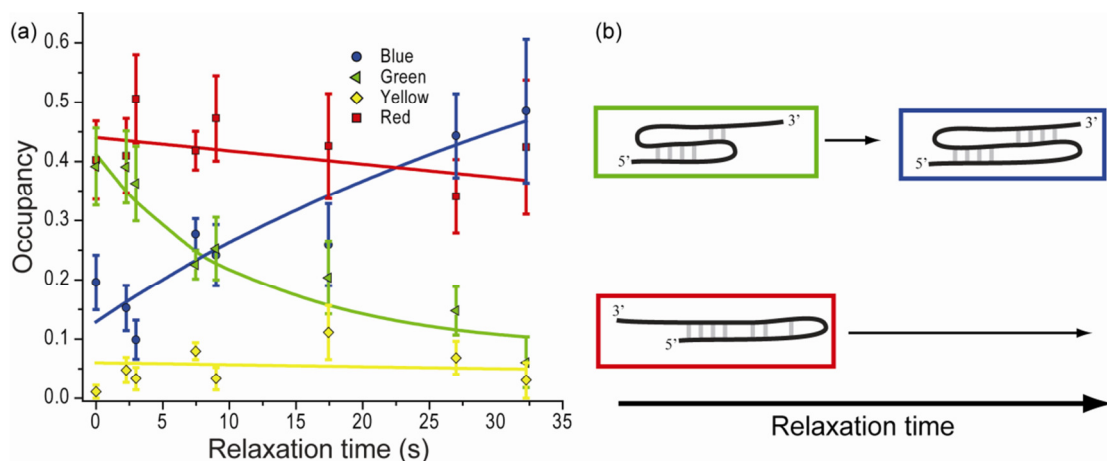 (a)
Occupancy
0.6
0.5
0.4
0.3
0.2
0.1
0.0
Blue
Green
Yellow
Red
0 5 10 15 20 25 30 35
Relaxation time (s)
(b)
3’
5’
3’
5’
3’
5’
Relaxation time